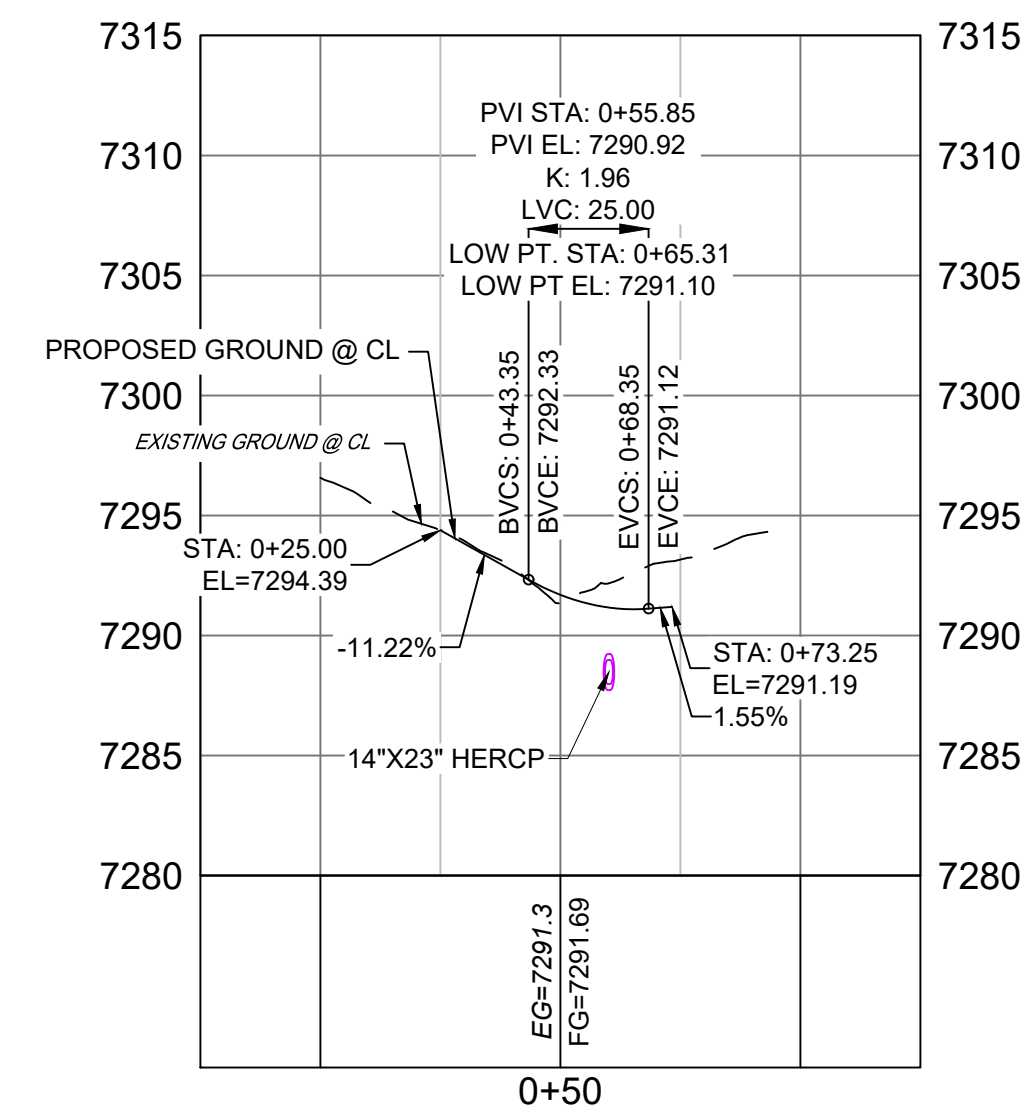 7315
7315
PVI STA: 0+55.85
PVI EL: 7290.92
K: 1.96
LVC: 25.00
7310
7310
LOW PT. STA: 0+65.31
LOW PT EL: 7291.10
7305
7305
PROPOSED GROUND @ CL
BVCS: 0+43.35
BVCE: 7292.33
EVCS: 0+68.35
EVCE: 7291.12
7300
7300
EXISTING GROUND @ CL
7295
7295
STA: 0+25.00
EL=7294.39
-11.22%
7290
7290
STA: 0+73.25
EL=7291.19
1.55%
14"X23" HERCP
7285
7285
7280
7280
EG=7291.3
FG=7291.69
0+50